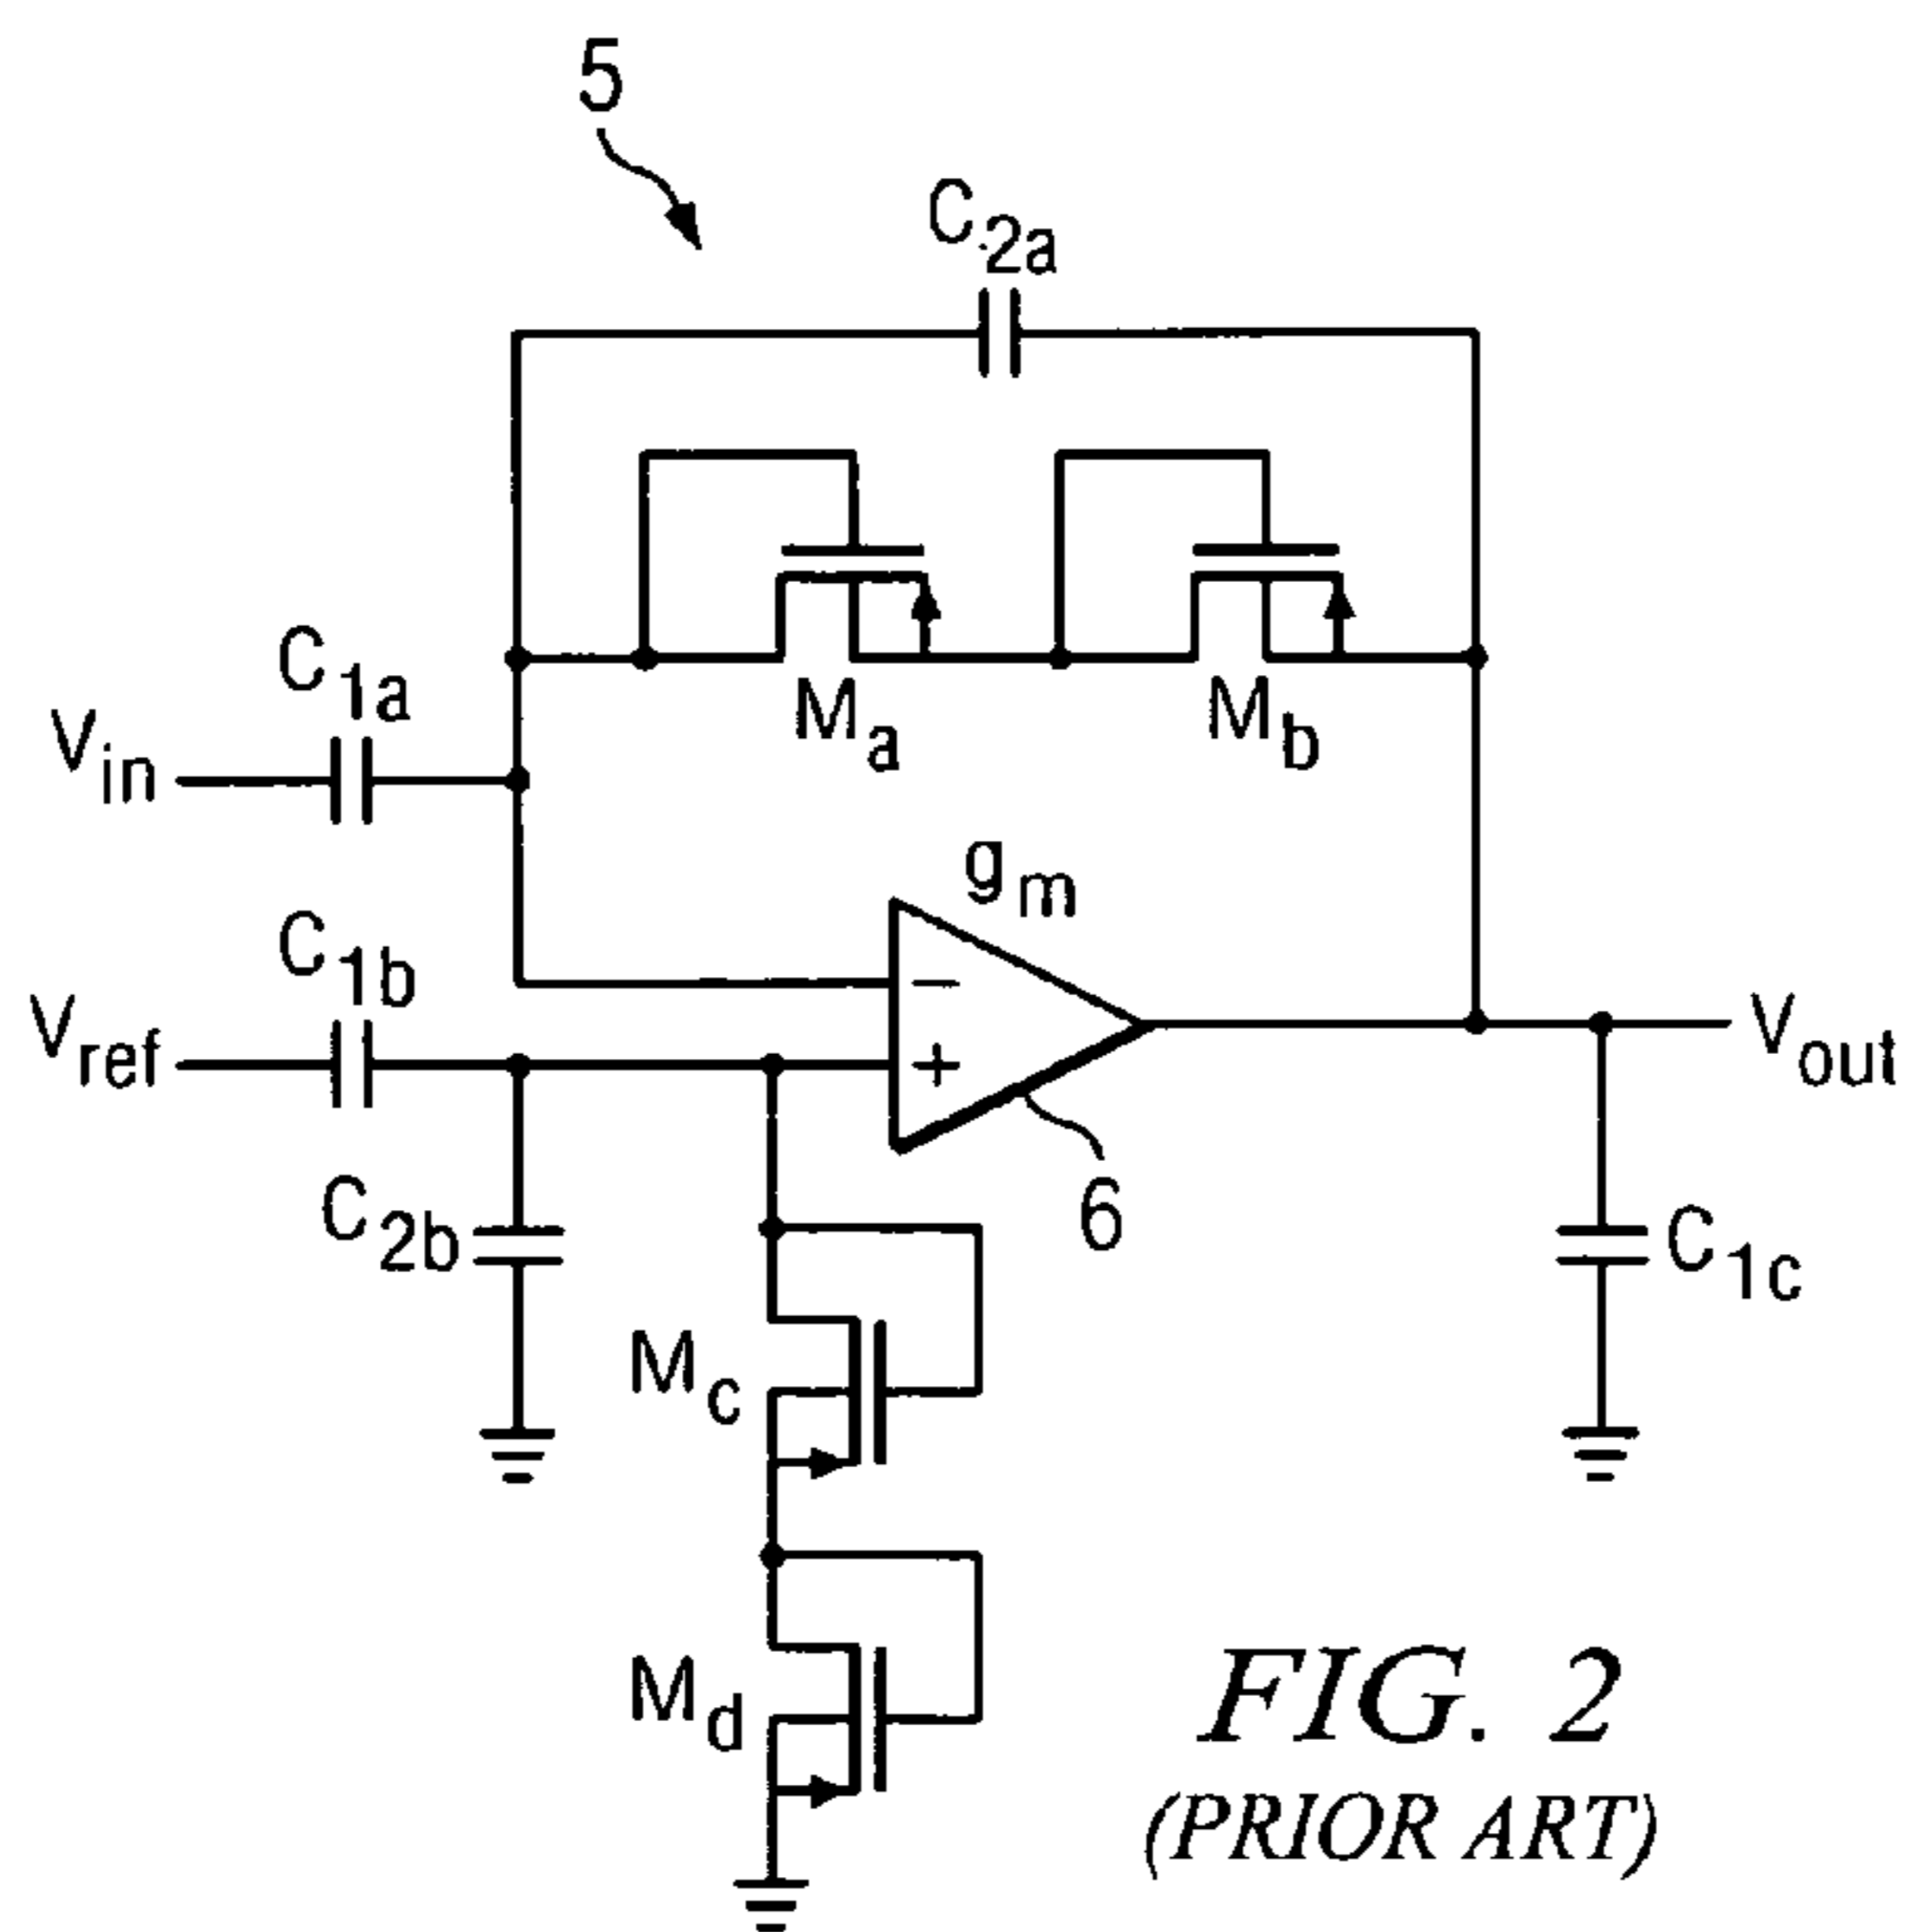 5
C2a
C1a
Vin
Ma
Mb
gm
C1b
Vref
−
+
Vout
6
C2b
C1c
Mc
Md
FIG. 2
(PRIOR ART)